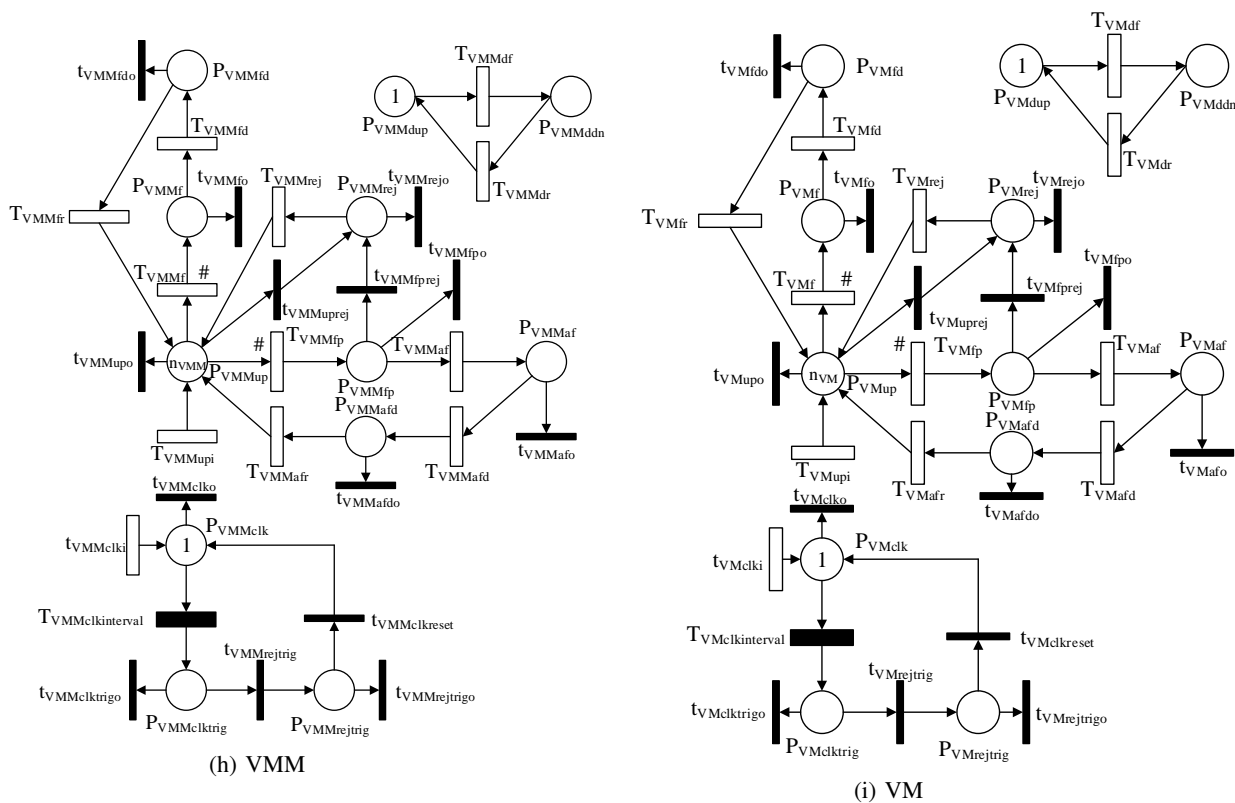 T_VMMdf
t_VMMfdo
P_VMMfd
1
P_VMMdup
P_VMMddn
T_VMMfd
T_VMMdr
P_VMMf
t_VMMfo
T_VMMrej
P_VMMrej
t_VMMrejo
T_VMMfr
t_VMMfpo
T_VMMf
#
t_VMMfprej
t_VMMuprej
P_VMMaf
t_VMMupo
n_VMM
P_VMMup
#
T_VMMfp
T_VMMaf
P_VMMfp
P_VMMafd
T_VMMupi
T_VMMafr
T_VMMafd
t_VMMafo
t_VMMclko
t_VMMafdo
P_VMMclk
1
t_VMMclki
T_VMMclkinterval
t_VMMclkreset
t_VMMrejtrig
t_VMMclktrigo
t_VMMrejtrigo
P_VMMclktrig
P_VMMrejtrig
(h) VMM
T_VMdf
t_VMfdo
P_VMfd
1
P_VMdup
P_VMddn
T_VMfd
T_VMdr
P_VMf
t_VMfo
T_VMrej
P_VMrej
t_VMrejo
T_VMfr
t_VMfpo
T_VMf
#
t_VMfprej
t_VMuprej
#
T_VMfp
T_VMaf
P_VMaf
t_VMupo
n_VM
P_VMup
P_VMfp
P_VMafd
T_VMupi
T_VMafr
T_VMafd
t_VMafo
t_VMclko
t_VMafdo
P_VMclk
1
t_VMclki
T_VMclkinterval
t_VMclkreset
t_VMrejtrig
t_VMclktrigo
t_VMrejtrigo
P_VMclktrig
P_VMrejtrig
(i) VM